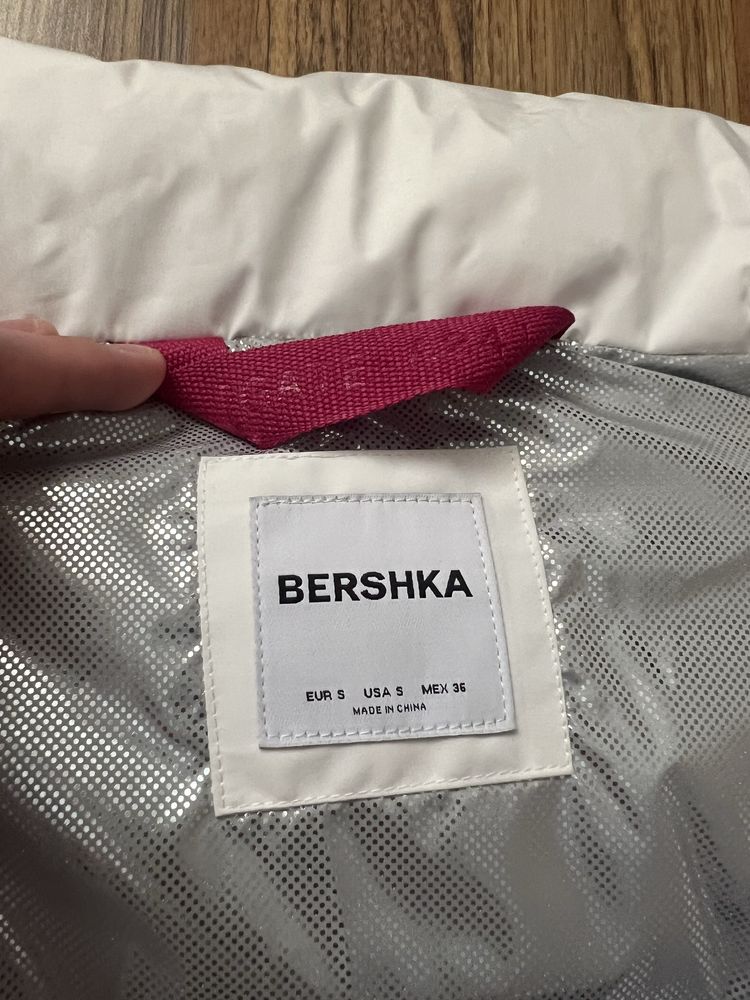 BERSHKA
EUR S USA S MEX 36
MADE IN CHINA